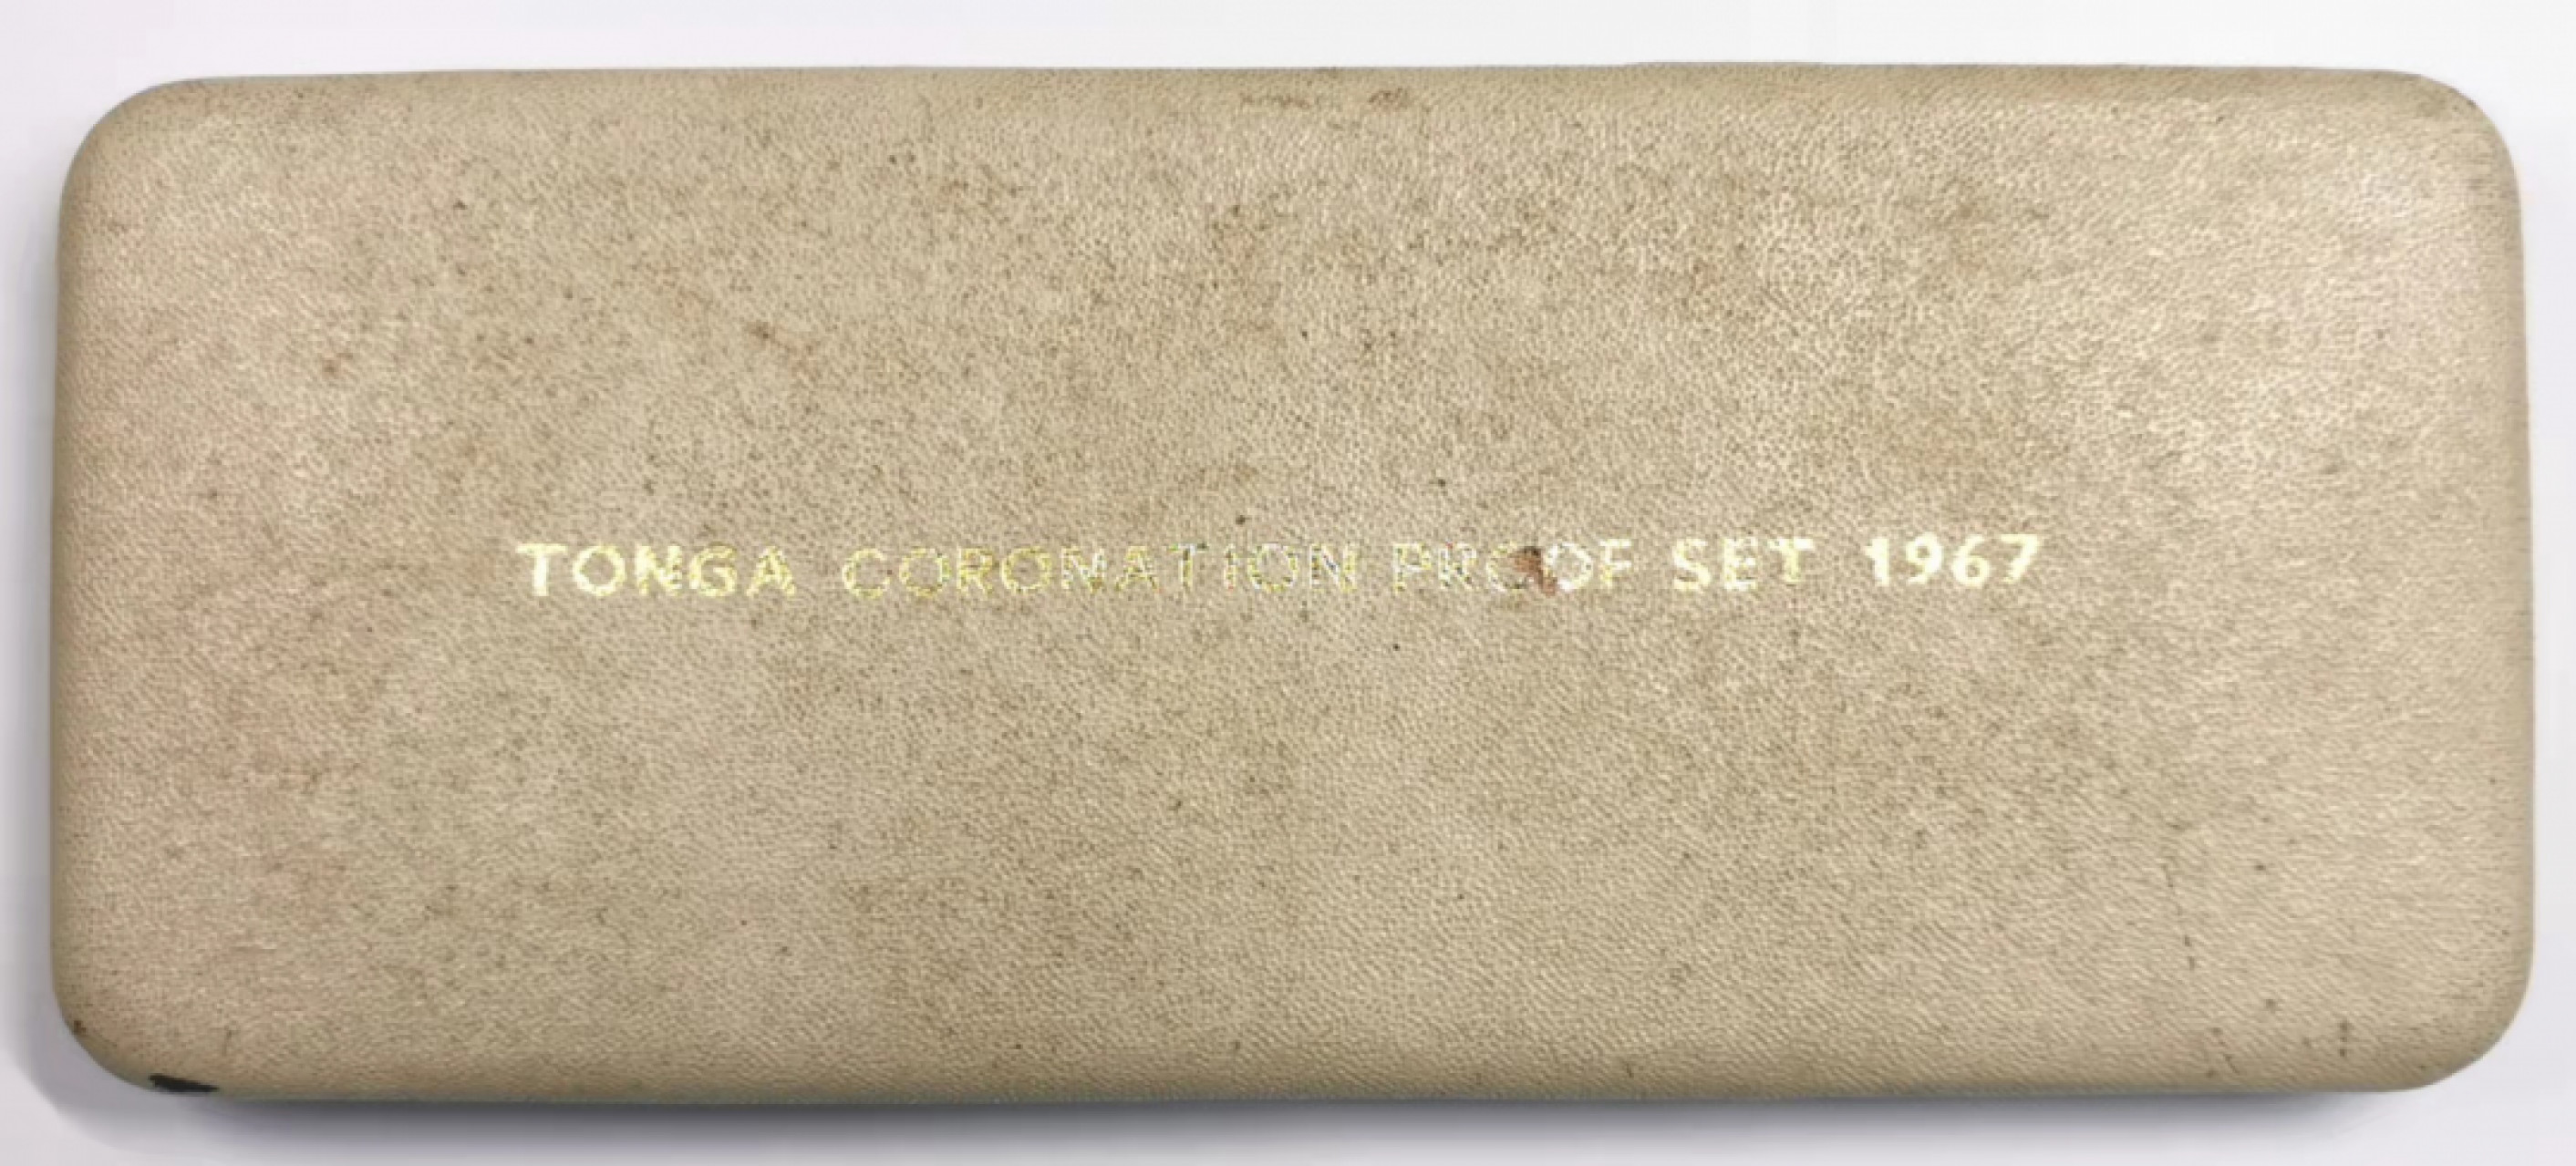 TONGA CORONATION PROOF SET 1967